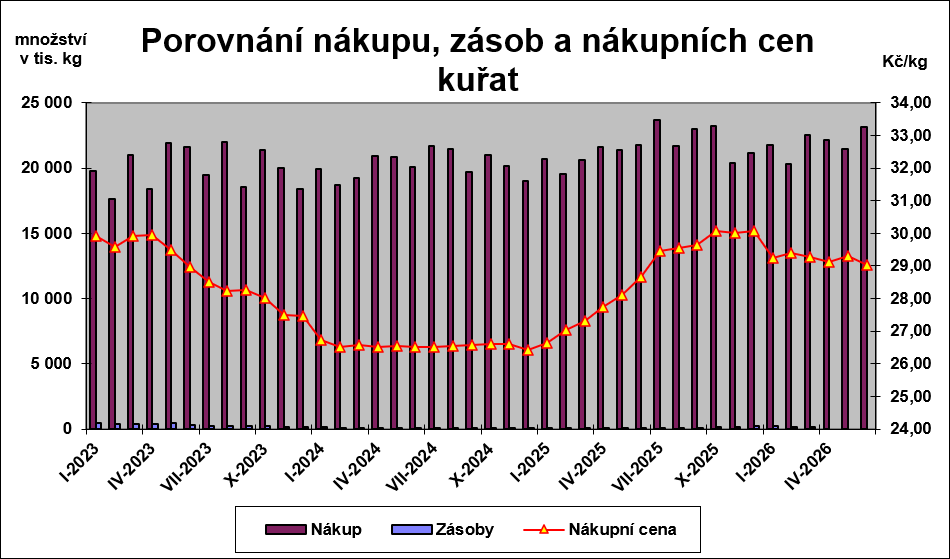 Porovnání nákupu, zásob a nákupních cen
kuřat
množství
v tis. kg
Kč/kg
25 000
20 000
15 000
10 000
5 000
0
34,00
33,00
32,00
31,00
30,00
29,00
28,00
27,00
26,00
25,00
24,00
I-2023
IV-2023
VII-2023
X-2023
I-2024
IV-2024
VII-2024
X-2024
I-2025
IV-2025
VII-2025
X-2025
I-2026
IV-2026
Nákup
Zásoby
Nákupní cena